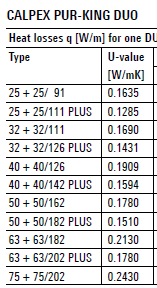 CALPEX PUR-KING DUO
Heat losses q [W/m] for one DU
Type U-value
[W/mK]
25 + 25/ 91 0.1635
25 + 25/111 PLUS 0.1285
32 + 32/111 0.1690
32 + 32/126 PLUS 0.1431
40 + 40/126 0.1909
40 + 40/142 PLUS 0.1594
50 + 50/162 0.1780
50 + 50/182 PLUS 0.1510
63 + 63/182 0.2130
63 + 63/202 PLUS 0.1780
75 + 75/202 0.2430